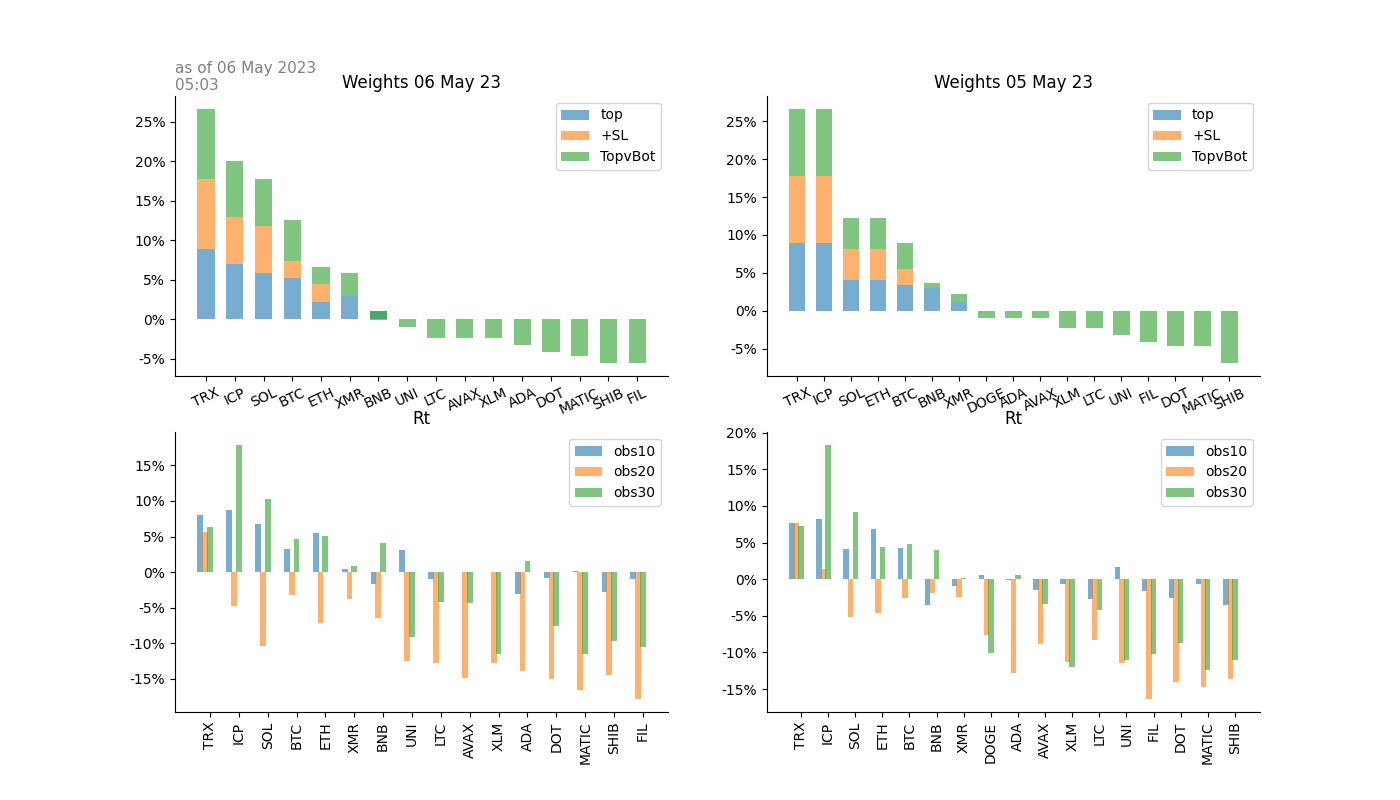 as of 06 May 2023
05:03
Weights 06 May 23
25%
20%
15%
10%
5%
0%
-5%
top
+SL
TopvBot
TRX ICP SOL BTC ETH XMR BNB UNI LTC AVAX XLM ADA DOT MATIC SHIB FIL
Weights 05 May 23
25%
20%
15%
10%
5%
0%
-5%
top
+SL
TopvBot
TRX ICP SOL ETH BTC BNB XMR DOGE ADA AVAX XLM LTC UNI FIL DOT MATIC SHIB
Rt
15%
10%
5%
0%
-5%
-10%
-15%
obs10
obs20
obs30
TRX ICP SOL BTC ETH XMR BNB UNI LTC AVAX XLM ADA DOT MATIC SHIB FIL
Rt
20%
15%
10%
5%
0%
-5%
-10%
-15%
obs10
obs20
obs30
TRX ICP SOL ETH BTC BNB XMR DOGE ADA AVAX XLM LTC UNI FIL DOT MATIC SHIB